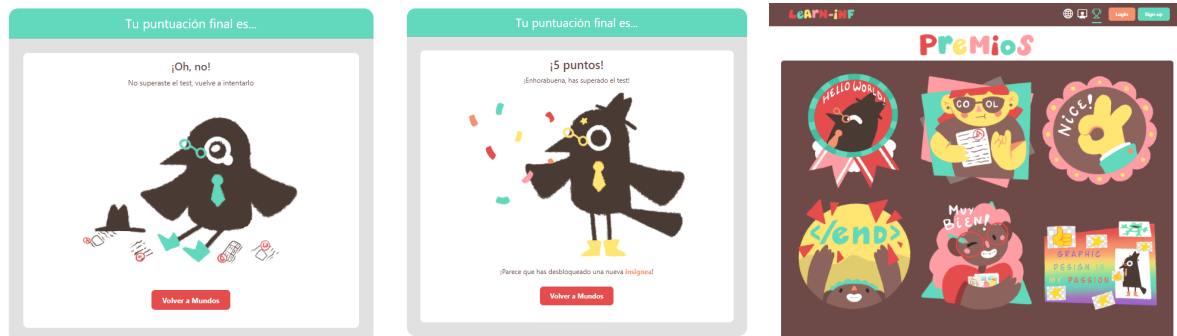 Tu puntuación final es...
¡Oh, no!
No superaste el test, vuelve a intentarlo
Volver a Mundos
Tu puntuación final es...
¡5 puntos!
¡Enhorabuena, has superado el test!
¡Parece que has desbloqueado una nueva insignea!
Volver a Mundos
LeArn-inF
Login
Sign up
PreMioS
HELLO WORLD!
COOL
NiCE!
</end>
MUY
BiEN!
GRAPHIC
DESIGN IS
MY PASSION